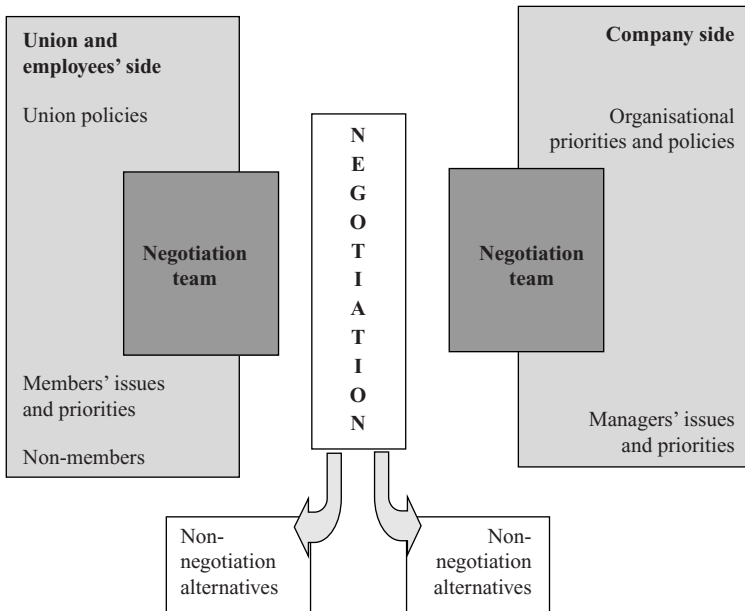 Union and
employees’ side
Union policies
Negotiation
team
Members’ issues
and priorities
Non-members
N
E
G
O
T
I
A
T
I
O
N
Company side
Organisational
priorities and policies
Negotiation
team
Managers’ issues
and priorities
Non-
negotiation
alternatives
Non-
negotiation
alternatives